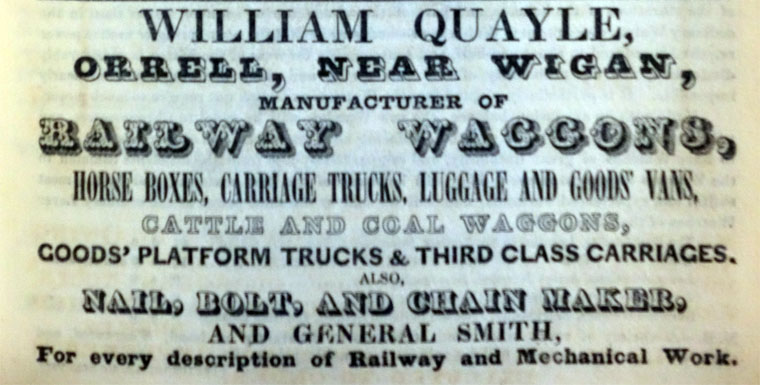 WILLIAM QUAYLE,
ORRELL, NEAR WIGAN,
MANUFACTURER OF
RAILWAY WAGGONS,
HORSE BOXES, CARRIAGE TRUCKS, LUGGAGE AND GOODS' VANS,
CATTLE AND COAL WAGGONS,
GOODS' PLATFORM TRUCKS & THIRD CLASS CARRIAGES.
ALSO,
NAIL, BOLT, AND CHAIN MAKER,
AND GENERAL SMITH,
For every description of Railway and Mechanical Work.